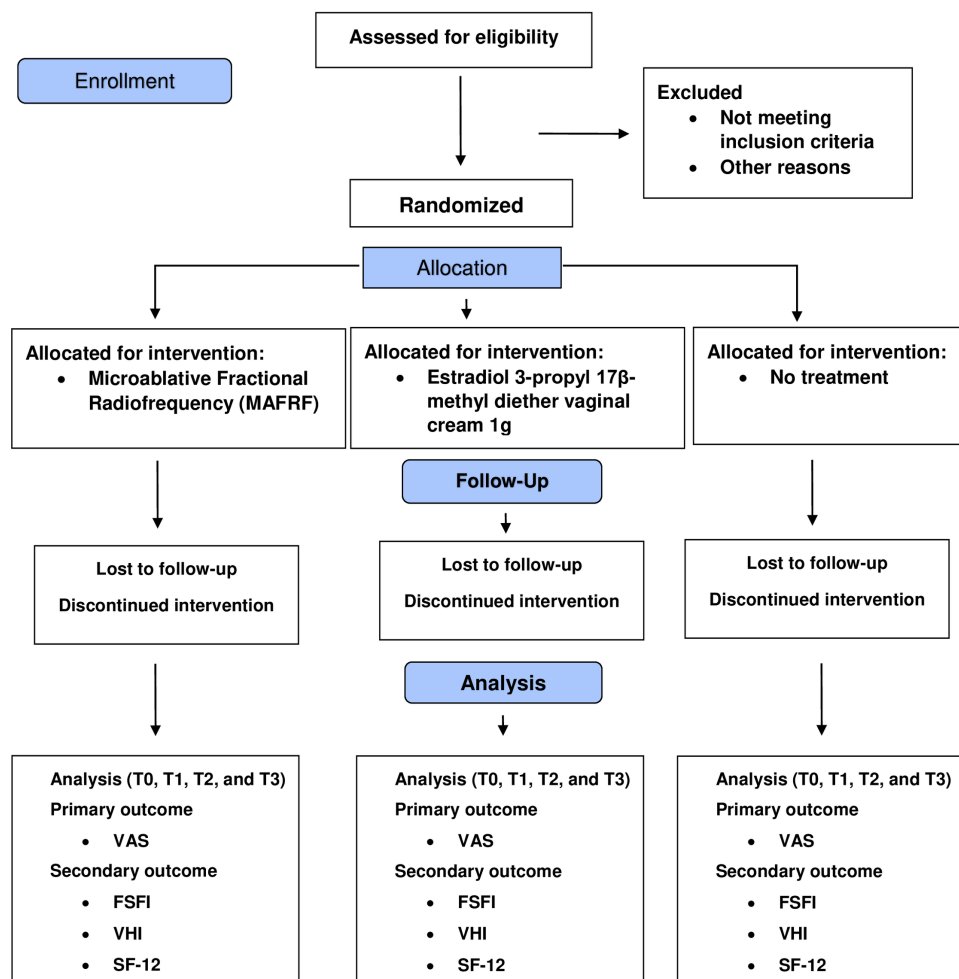 Assessed for eligibility
Enrollment
Excluded
• Not meeting
inclusion criteria
• Other reasons
Randomized
Allocation
Allocated for intervention:
• Microablative Fractional
Radiofrequency (MAFRF)
Allocated for intervention:
• Estradiol 3-propyl 17β-
methyl diether vaginal
cream 1g
Allocated for intervention:
• No treatment
Follow-Up
Lost to follow-up
Discontinued intervention
Lost to follow-up
Discontinued intervention
Lost to follow-up
Discontinued intervention
Analysis
Analysis (T0, T1, T2, and T3)
Primary outcome
• VAS
Secondary outcome
• FSFI
• VHI
• SF-12
Analysis (T0, T1, T2, and T3)
Primary outcome
• VAS
Secondary outcome
• FSFI
• VHI
• SF-12
Analysis (T0, T1, T2, and T3)
Primary outcome
• VAS
Secondary outcome
• FSFI
• VHI
• SF-12